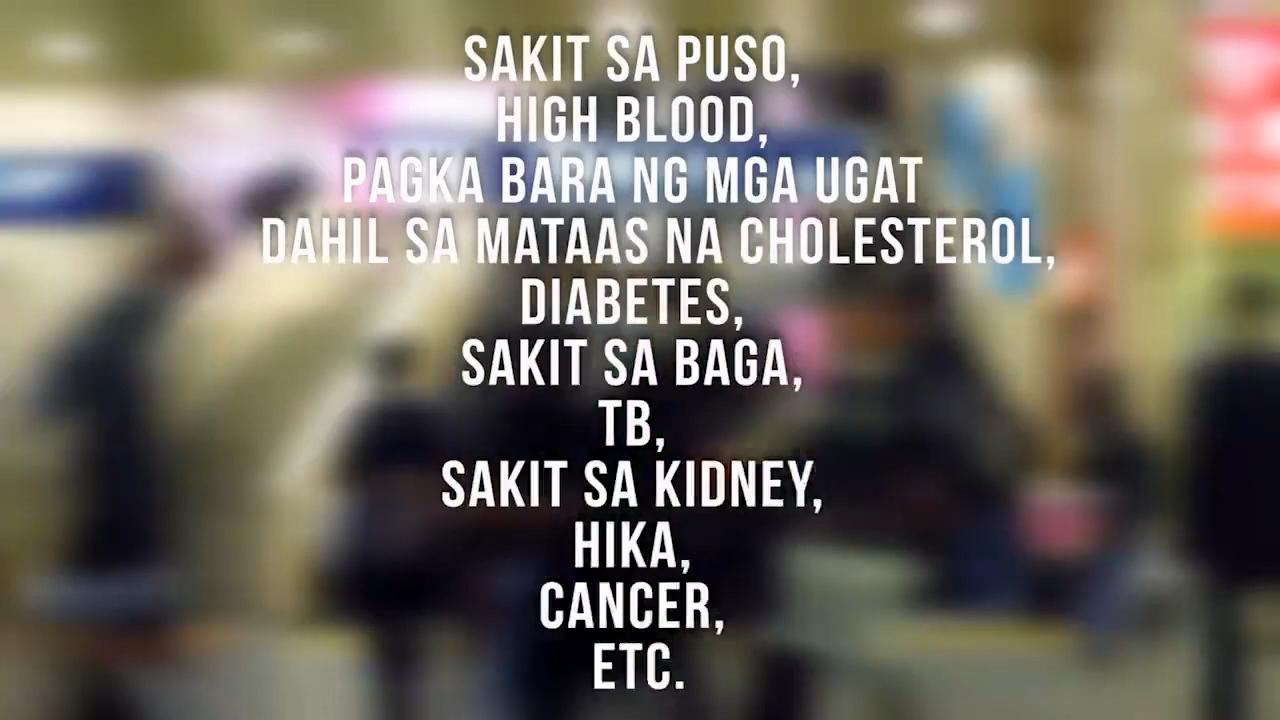 SAKIT SA PUSO,
HIGH BLOOD,
PAGKA BARA NG MGA UGAT
DAHIL SA MATAAS NA CHOLESTEROL,
DIABETES,
SAKIT SA BAGA,
TB,
SAKIT SA KIDNEY,
HIKA,
CANCER,
ETC.